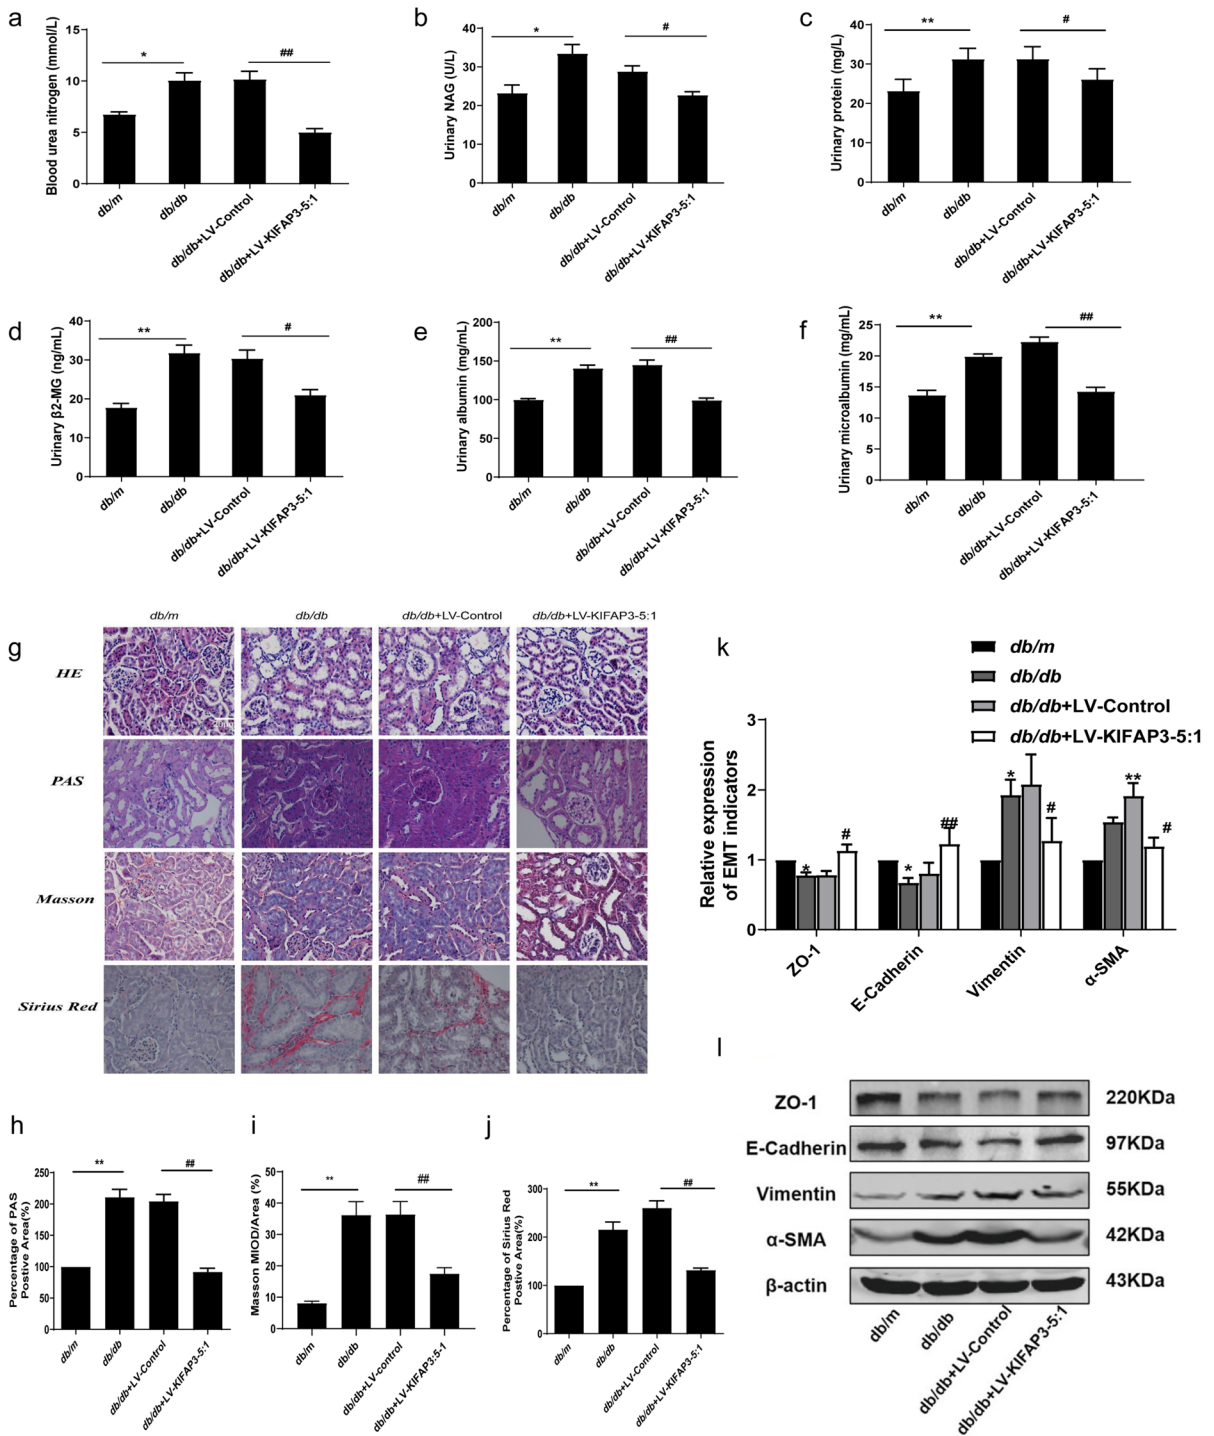 a
Blood urea nitrogen (mmol/L)
15
10
5
0
*
##
db/m
db/db
db/db+LV-Control
db/db+LV-KIFAP3-5:1
b
Urinary NAG (U/L)
40
30
20
10
0
*
#
db/m
db/db
db/db+LV-Control
db/db+LV-KIFAP3-5:1
c
Urinary protein (mg/L)
40
30
20
10
0
**
#
db/m
db/db
db/db+LV-Control
db/db+LV-KIFAP3-5:1
d
Urinary β2-MG (ng/mL)
40
30
20
10
0
**
#
db/m
db/db
db/db+LV-Control
db/db+LV-KIFAP3-5:1
e
Urinary albumin (mg/mL)
200
150
100
50
0
**
##
db/m
db/db
db/db+LV-Control
db/db+LV-KIFAP3-5:1
f
Urinary microalbumin (mg/mL)
25
20
15
10
5
0
**
##
db/m
db/db
db/db+LV-Control
db/db+LV-KIFAP3-5:1
g
db/m
db/db
db/db+LV-Control
db/db+LV-KIFAP3-5:1
HE
PAS
Masson
Sirius Red
k
db/m
db/db
db/db+LV-Control
db/db+LV-KIFAP3-5:1
Relative expression
of EMT indicators
3
2
1
0
*
#
*
##
*
#
**
#
ZO-1
E-Cadherin
Vimentin
α-SMA
l
ZO-1
220KDa
E-Cadherin
97KDa
Vimentin
55KDa
α-SMA
42KDa
β-actin
43KDa
db/m
db/db
db/db+LV-Control
db/db+LV-KIFAP3-5:1
h
Percentage of PAS
Postive Area(%)
250
200
150
100
50
0
**
##
db/m
db/db
db/db+LV-Control
db/db+LV-KIFAP3-5:1
i
Masson MIOD/Area (%)
50
40
30
20
10
0
**
##
db/m
db/db
db/db+LV-Control
db/db+LV-KIFAP3-5:1
j
Percentage of Sirius Red
Postive Area(%)
300
200
100
0
**
##
db/m
db/db
db/db+LV-Control
db/db+LV-KIFAP3-5:1